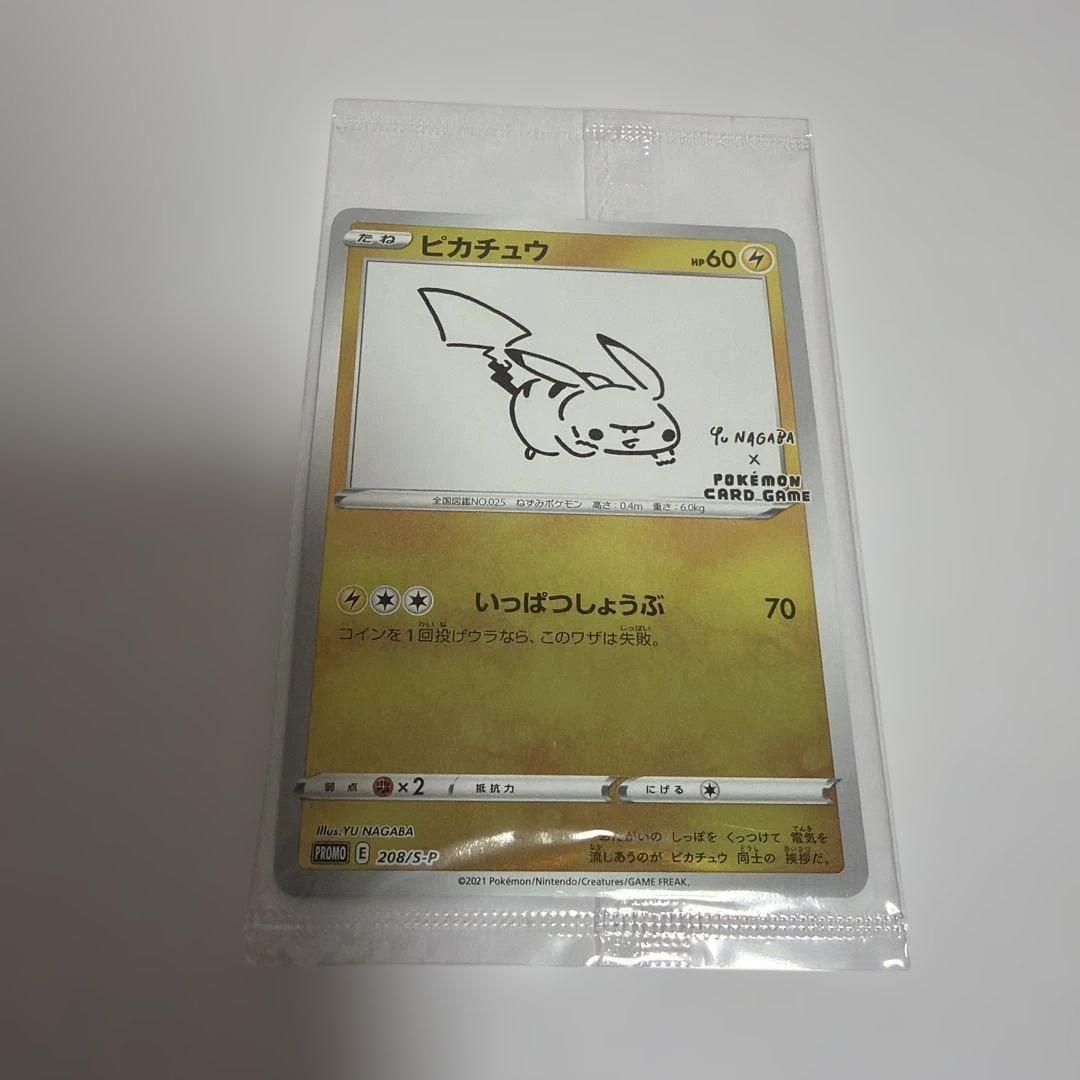 たね ピカチュウ HP60
Yu NAGABA
×
POKÉMON
CARD GAME
全国図鑑NO.025 ねずみポケモン 高さ:0.4m 重さ:6.0kg
いっぱつしょうぶ 70
コインを1回投げウラなら、このワザは失敗。
弱点 ×2 抵抗力 にげる
Illus. YU NAGABA
PROMO E 208/S-P
おたがいの しっぽを くっつけて 電気を
流しあうのが ピカチュウ 同士の 挨拶だ。
©2021 Pokémon/Nintendo/Creatures/GAME FREAK.